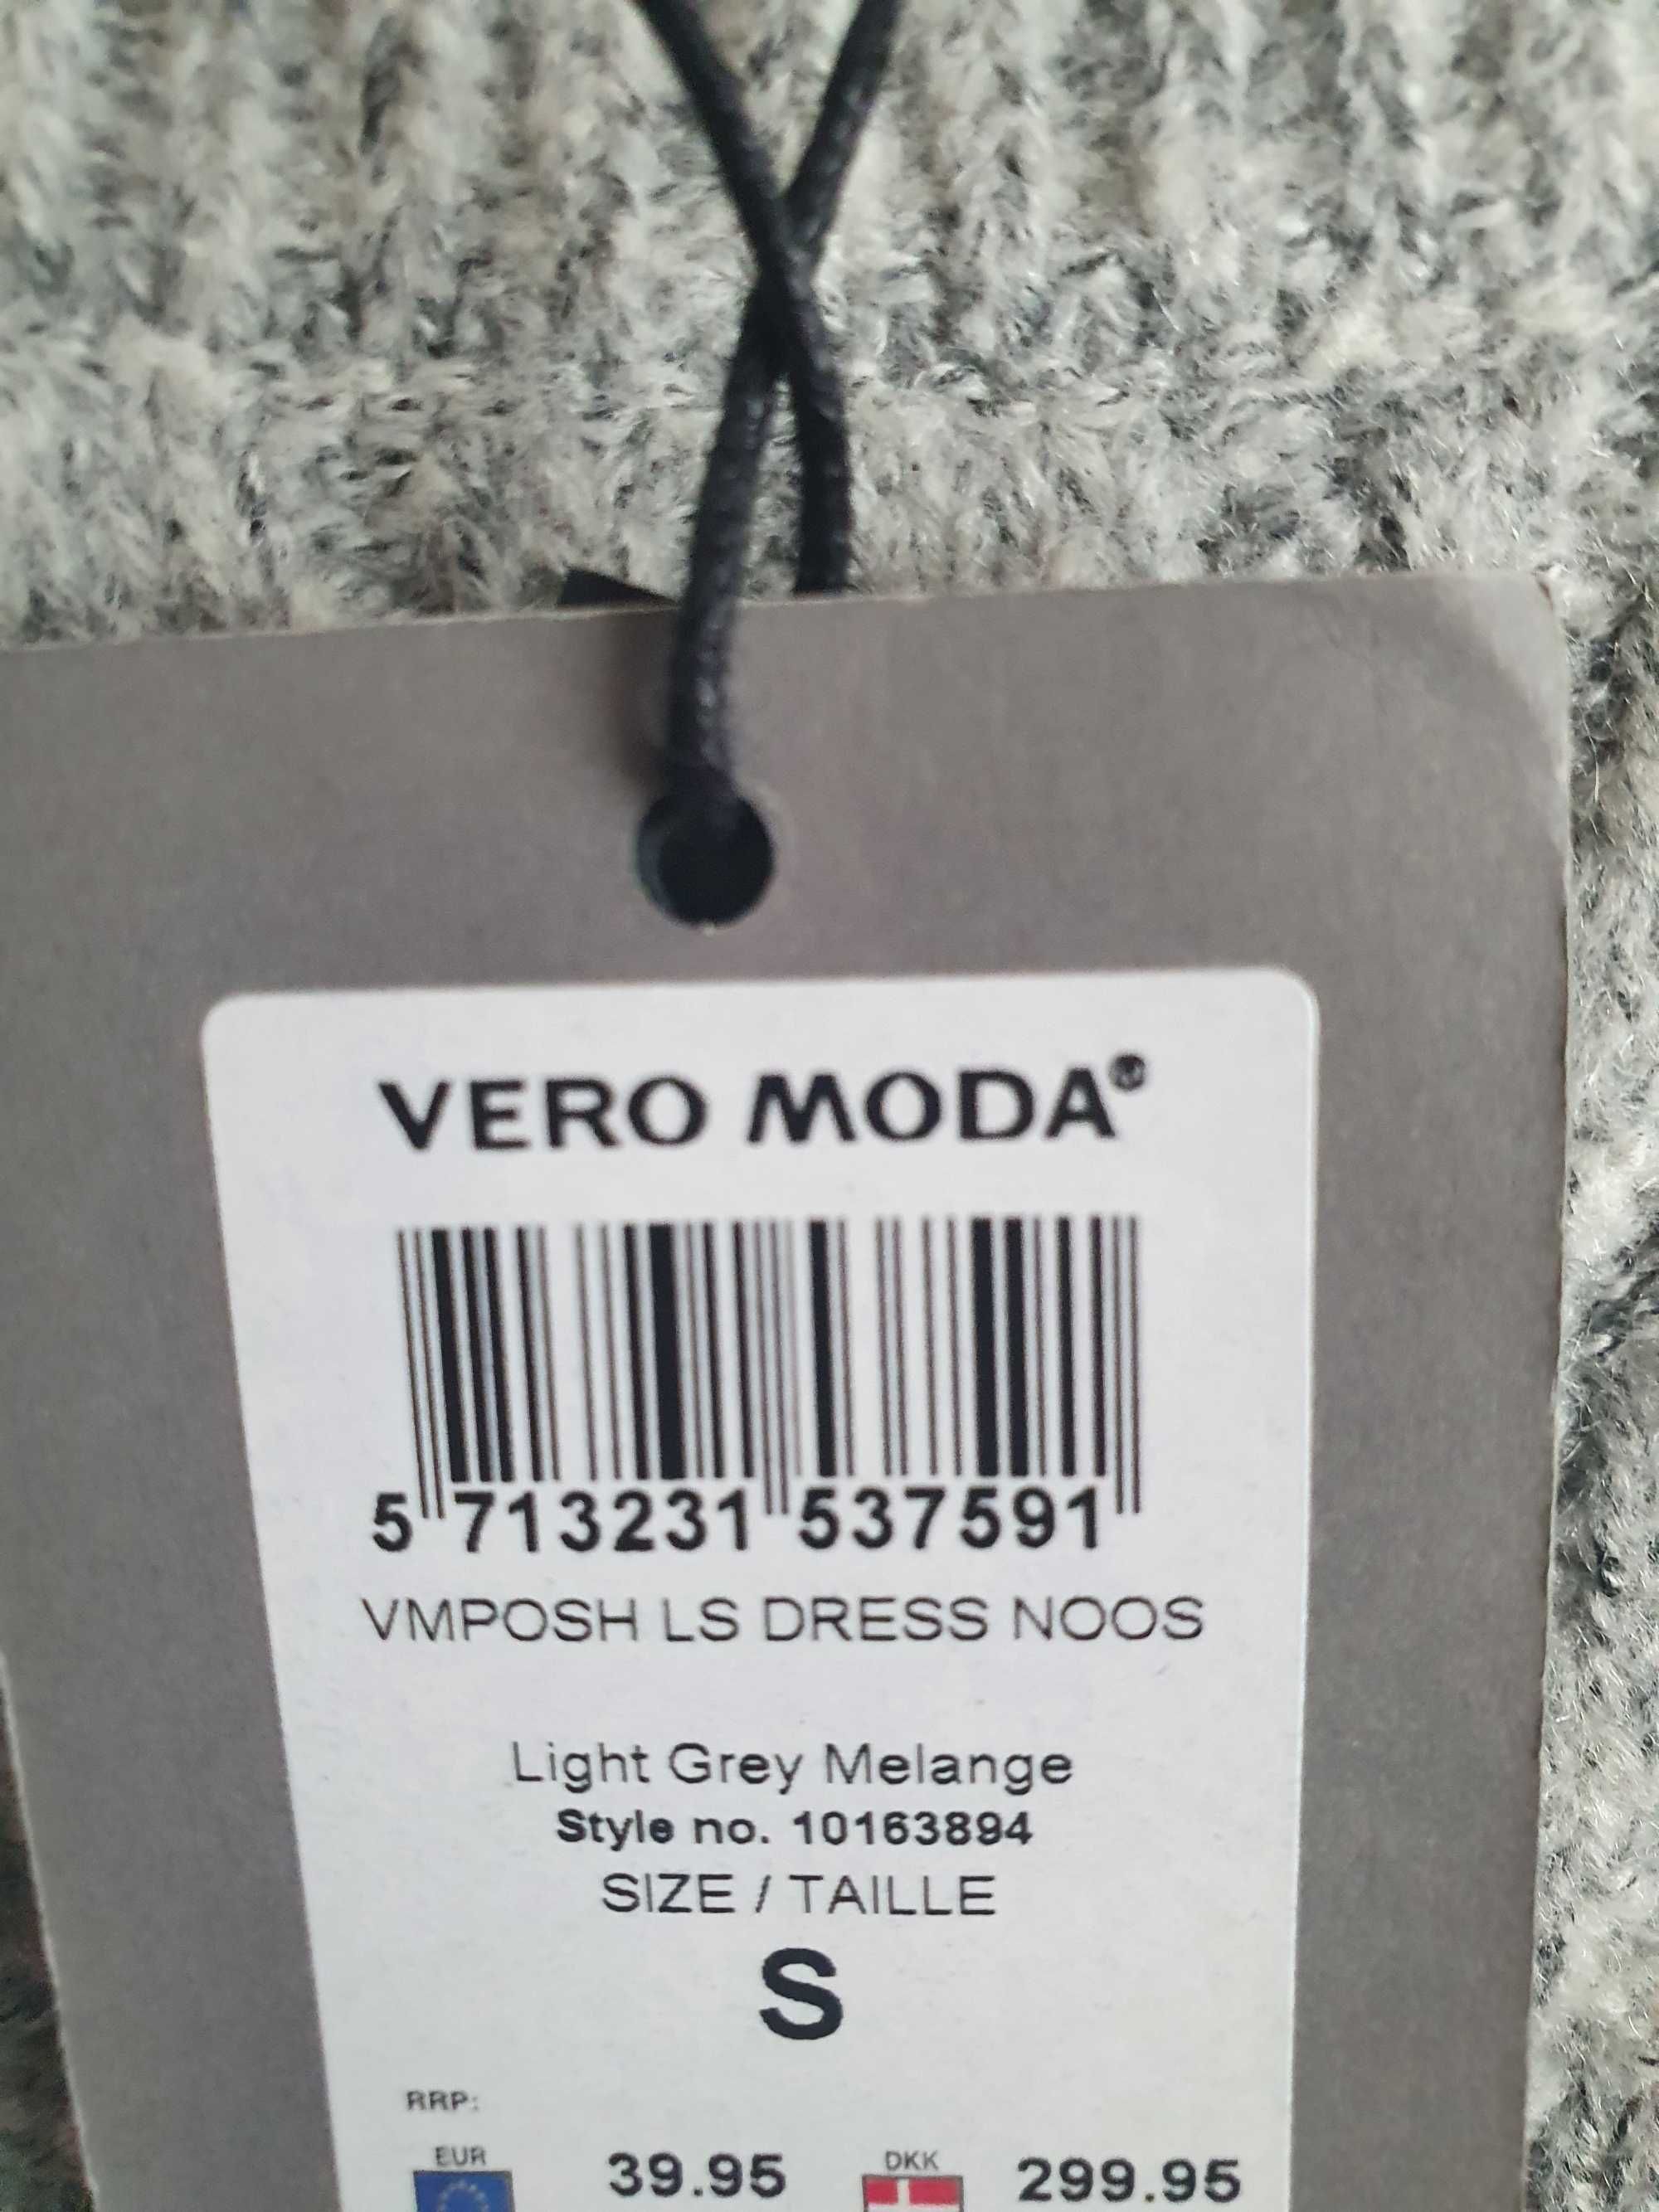 VERO MODA®
5 713231 537591
VMPOSH LS DRESS NOOS
Light Grey Melange
Style no. 10163894
SIZE / TAILLE
S
RRP:
EUR 39.95 DKK 299.95